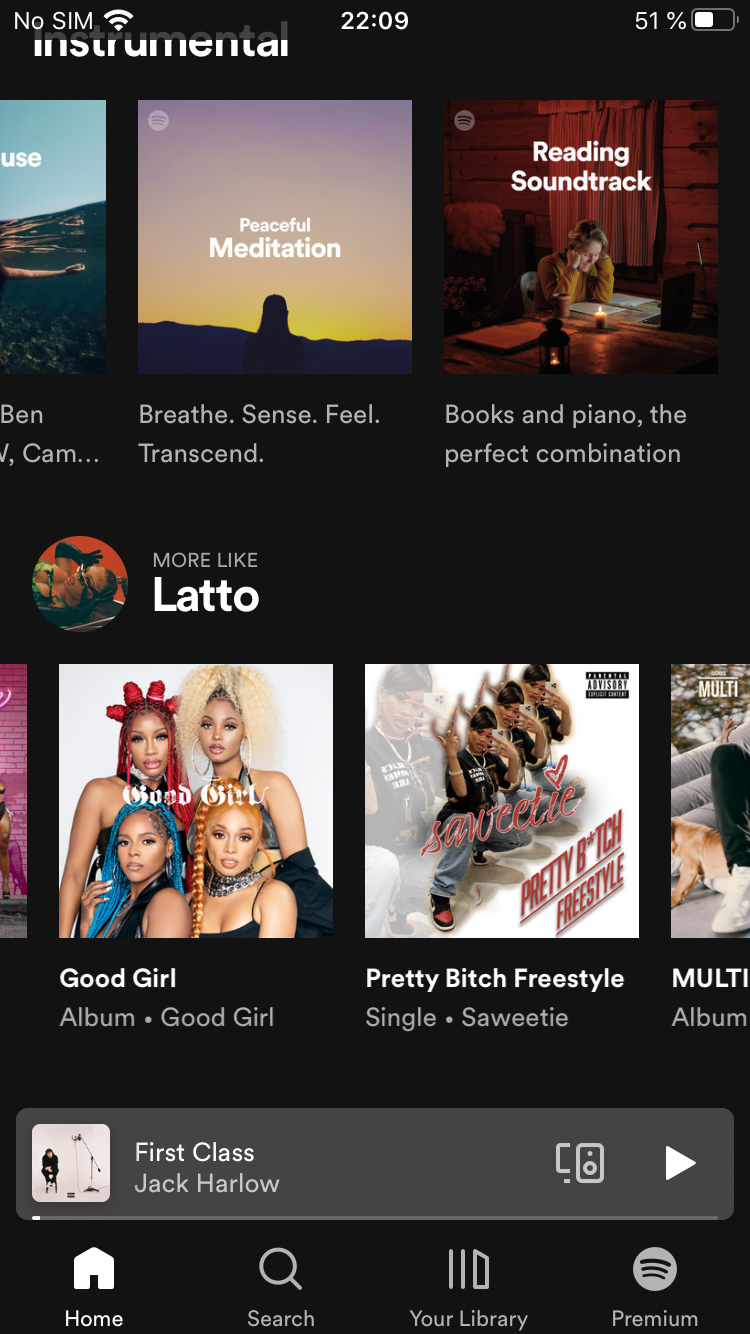 No SIM 22:09 51 %
Instrumental
use
Peaceful
Meditation
Reading
Soundtrack
Ben
, Cam...
Breathe. Sense. Feel.
Transcend.
Books and piano, the
perfect combination
MORE LIKE
Latto
Good Girl
PARENTAL
ADVISORY
EXPLICIT CONTENT
saweetie
PRETTY B*TCH
FREESTYLE
MULTI
Good Girl
Album • Good Girl
Pretty Bitch Freestyle
Single • Saweetie
MULTI
Album
First Class
Jack Harlow
Home
Search
Your Library
Premium